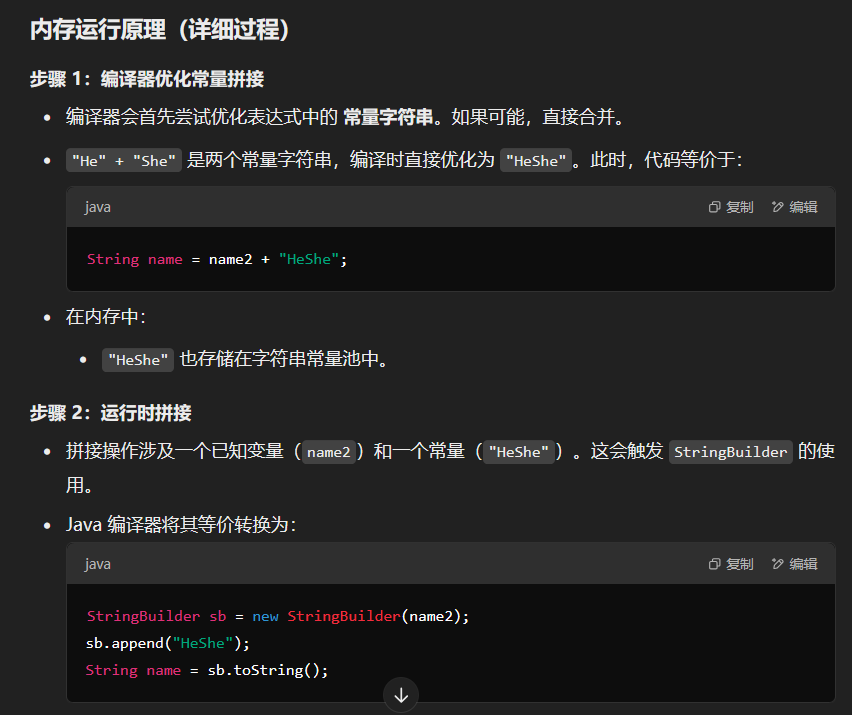 内存运行原理（详细过程）
步骤 1：编译器优化常量拼接
编译器会首先尝试优化表达式中的 常量字符串。如果可能，直接合并。
"He" + "She" 是两个常量字符串，编译时直接优化为 "HeShe"。此时，代码等价于：
java 复制 编辑
String name = name2 + "HeShe";
在内存中：
"HeShe" 也存储在字符串常量池中。
步骤 2：运行时拼接
拼接操作涉及一个已知变量（name2）和一个常量（"HeShe"）。这会触发 StringBuilder 的使
用。
Java 编译器将其等价转换为：
java 复制 编辑
StringBuilder sb = new StringBuilder(name2);
sb.append("HeShe");
String name = sb.toString();